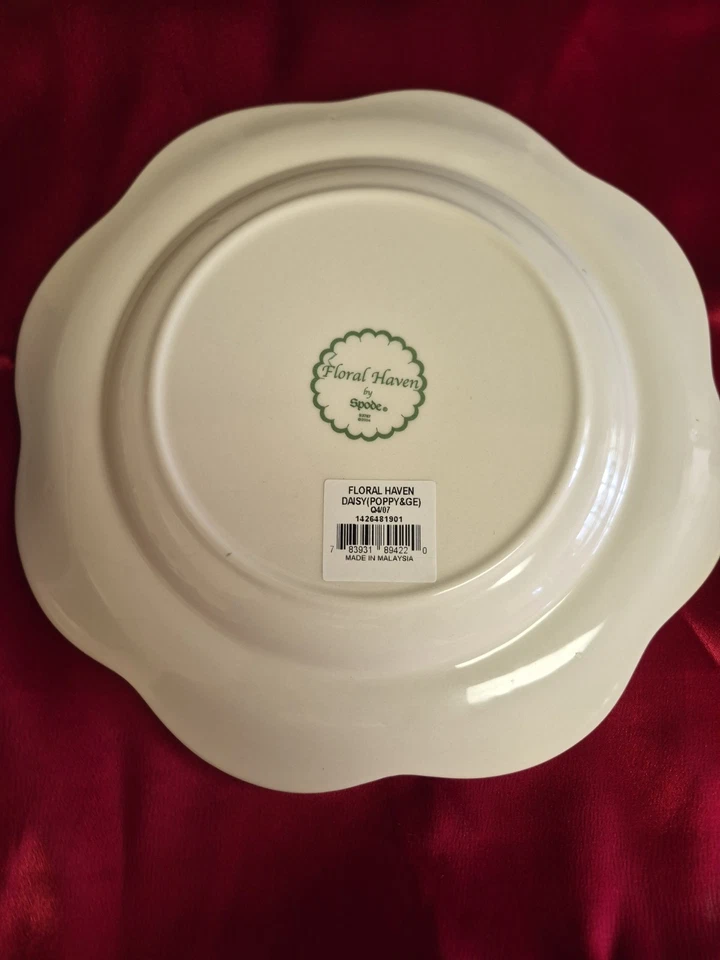 Floral Haven
by
Spode®
FLORAL HAVEN
DAISY(POPPY&GE)
Q4/07
1426481901
7 83931 89422 0
MADE IN MALAYSIA